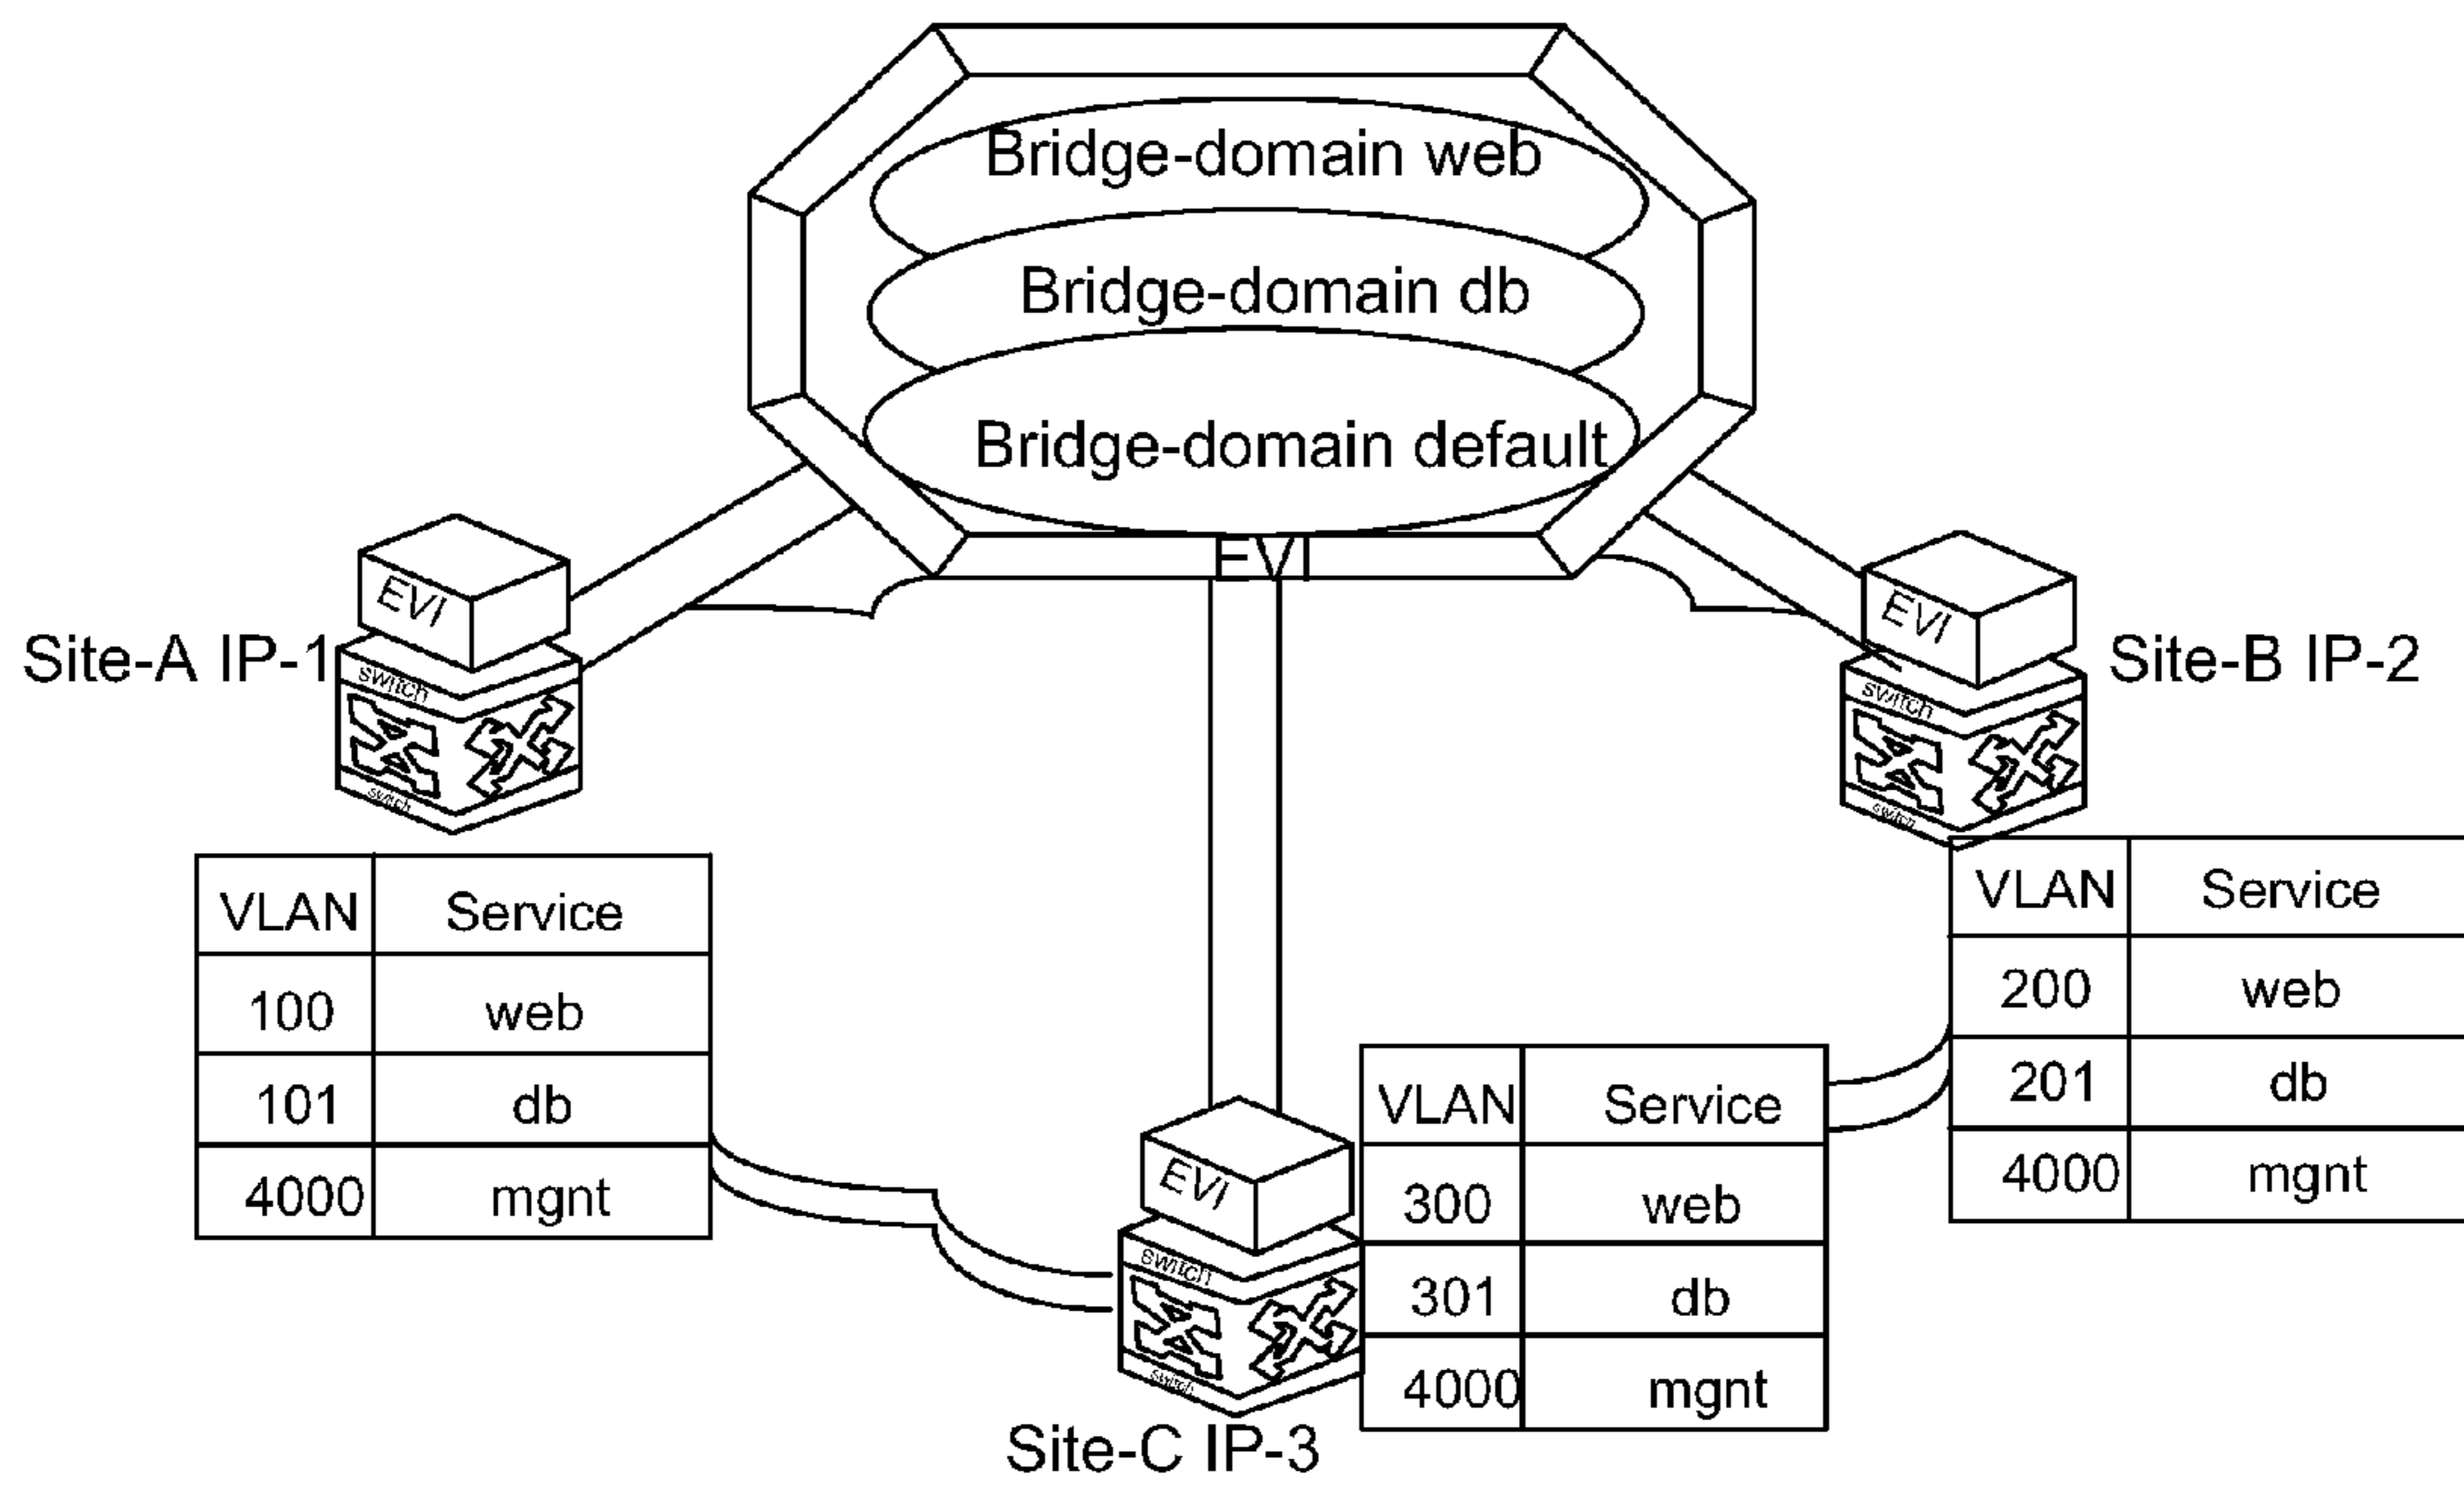 Bridge-domain web
Bridge-domain db
Bridge-domain default
EVI
EVI
Site-A IP-1
switch
switch
EVI
Site-B IP-2
switch
switch
VLAN Service
100 web
101 db
4000 mgnt
VLAN Service
200 web
201 db
4000 mgnt
EVI
switch
switch
Site-C IP-3
VLAN Service
300 web
301 db
4000 mgnt